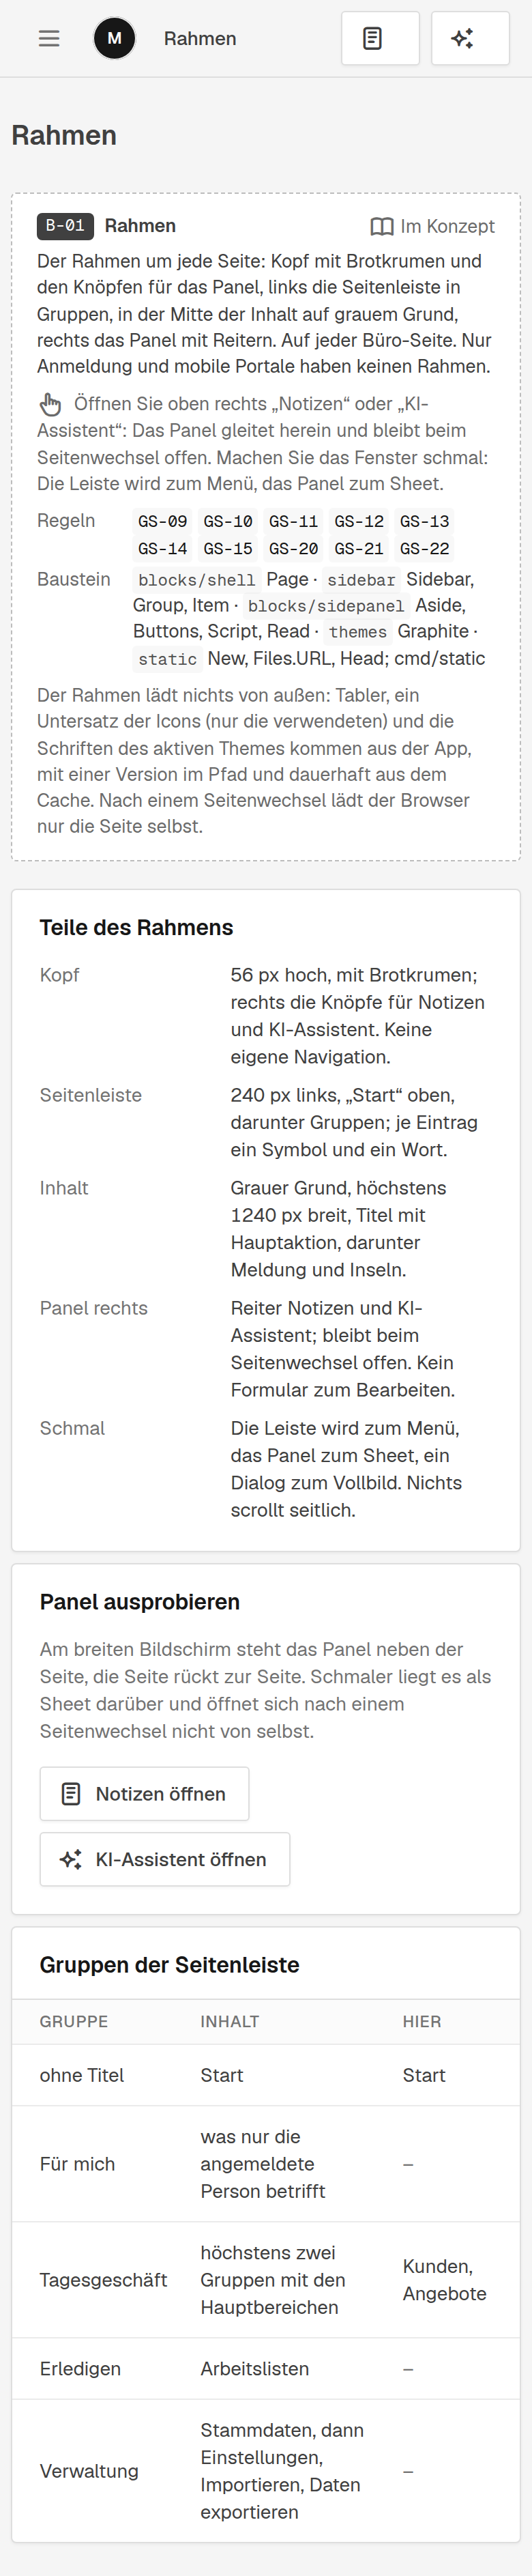 M Rahmen
Rahmen
B-01 Rahmen Im Konzept
Der Rahmen um jede Seite: Kopf mit Brotkrumen und
den Knöpfen für das Panel, links die Seitenleiste in
Gruppen, in der Mitte der Inhalt auf grauem Grund,
rechts das Panel mit Reitern. Auf jeder Büro-Seite. Nur
Anmeldung und mobile Portale haben keinen Rahmen.
Öffnen Sie oben rechts „Notizen“ oder „KI-
Assistent“: Das Panel gleitet herein und bleibt beim
Seitenwechsel offen. Machen Sie das Fenster schmal:
Die Leiste wird zum Menü, das Panel zum Sheet.
Regeln GS-09 GS-10 GS-11 GS-12 GS-13
GS-14 GS-15 GS-20 GS-21 GS-22
Baustein blocks/shell Page · sidebar Sidebar,
Group, Item · blocks/sidepanel Aside,
Buttons, Script, Read · themes Graphite ·
static New, Files.URL, Head; cmd/static
Der Rahmen lädt nichts von außen: Tabler, ein
Untersatz der Icons (nur die verwendeten) und die
Schriften des aktiven Themes kommen aus der App,
mit einer Version im Pfad und dauerhaft aus dem
Cache. Nach einem Seitenwechsel lädt der Browser
nur die Seite selbst.
Teile des Rahmens
Kopf 56 px hoch, mit Brotkrumen;
rechts die Knöpfe für Notizen
und KI-Assistent. Keine
eigene Navigation.
Seitenleiste 240 px links, „Start“ oben,
darunter Gruppen; je Eintrag
ein Symbol und ein Wort.
Inhalt Grauer Grund, höchstens
1240 px breit, Titel mit
Hauptaktion, darunter
Meldung und Inseln.
Panel rechts Reiter Notizen und KI-
Assistent; bleibt beim
Seitenwechsel offen. Kein
Formular zum Bearbeiten.
Schmal Die Leiste wird zum Menü,
das Panel zum Sheet, ein
Dialog zum Vollbild. Nichts
scrollt seitlich.
Panel ausprobieren
Am breiten Bildschirm steht das Panel neben der
Seite, die Seite rückt zur Seite. Schmaler liegt es als
Sheet darüber und öffnet sich nach einem
Seitenwechsel nicht von selbst.
Notizen öffnen
KI-Assistent öffnen
Gruppen der Seitenleiste
GRUPPE INHALT HIER
ohne Titel Start Start
Für mich was nur die
angemeldete
Person betrifft –
Tagesgeschäft höchstens zwei
Gruppen mit den
Hauptbereichen Kunden,
Angebote
Erledigen Arbeitslisten –
Verwaltung Stammdaten, dann
Einstellungen,
Importieren, Daten
exportieren –